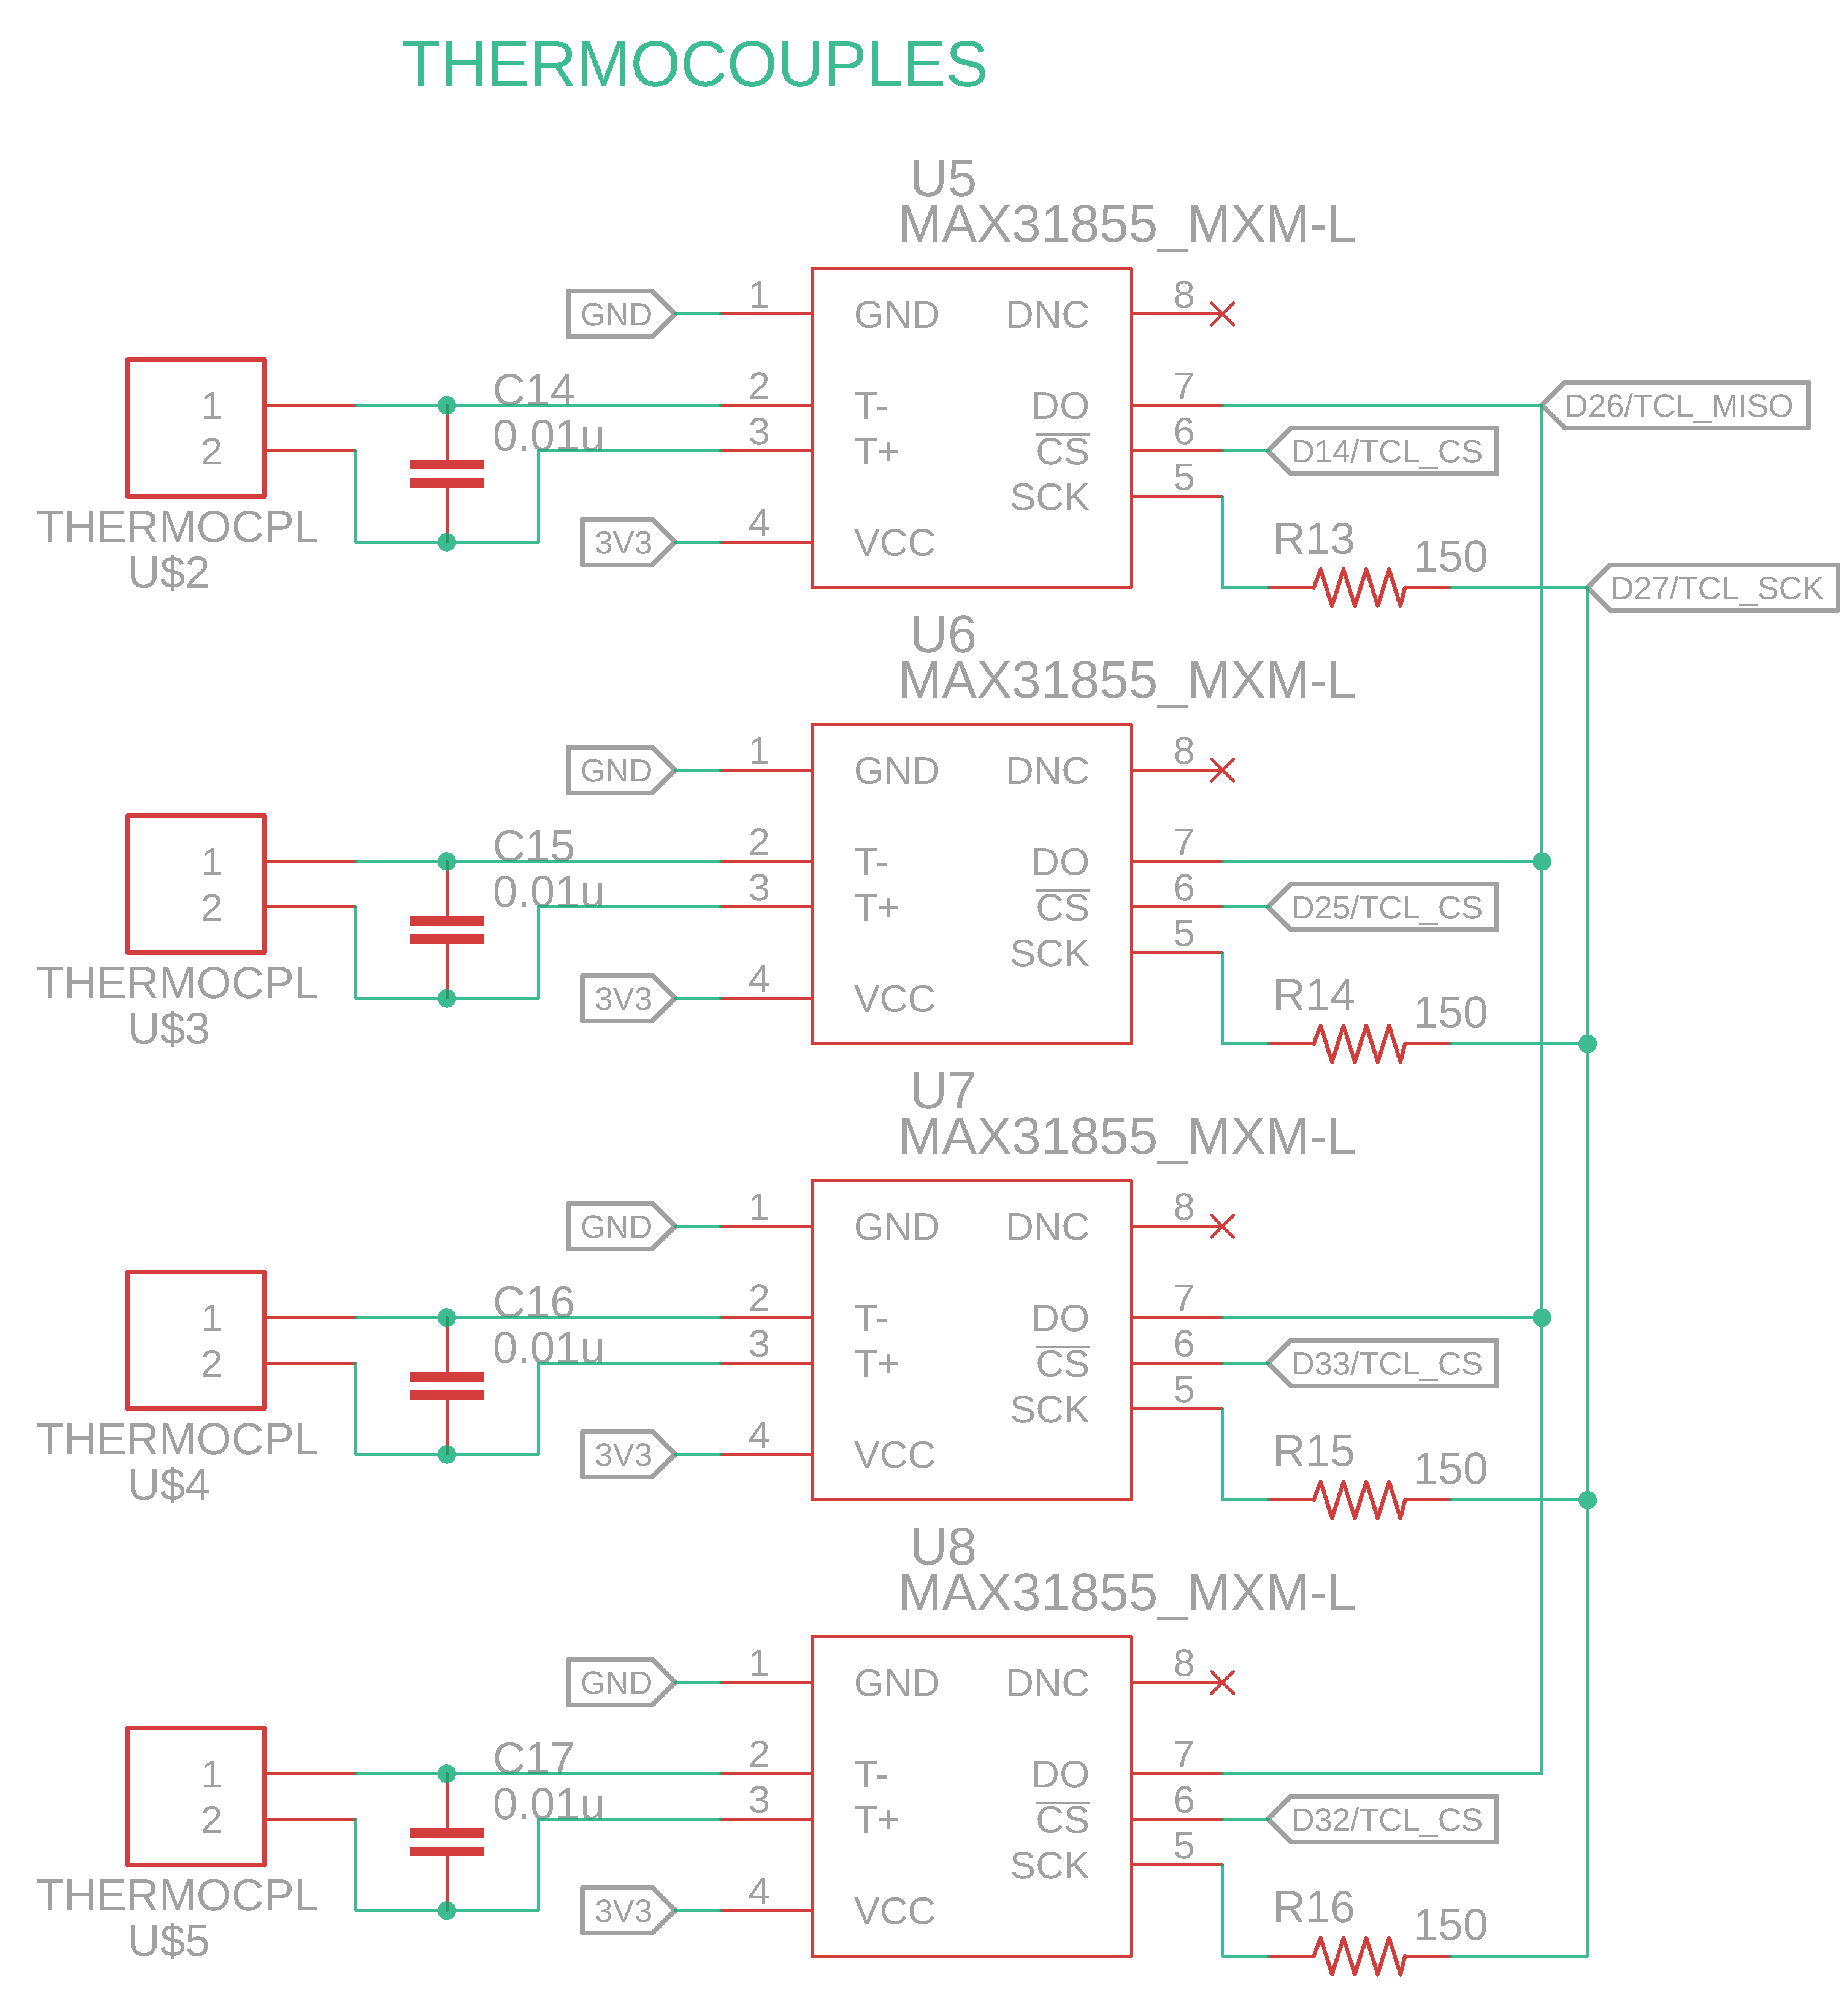 THERMOCOUPLES
U5
MAX31855_MXM-L
GND 1 GND DNC 8
1 C14 2 T- DO 7 D26/TCL_MISO
2 0.01u 3 T+ CS 6 D14/TCL_CS
SCK 5
THERMOCPL 3V3 4 VCC R13 150
U$2 D27/TCL_SCK
U6
MAX31855_MXM-L
GND 1 GND DNC 8
1 C15 2 T- DO 7
2 0.01u 3 T+ CS 6 D25/TCL_CS
SCK 5
THERMOCPL 3V3 4 VCC R14 150
U$3
U7
MAX31855_MXM-L
GND 1 GND DNC 8
1 C16 2 T- DO 7
2 0.01u 3 T+ CS 6 D33/TCL_CS
SCK 5
THERMOCPL 3V3 4 VCC R15 150
U$4
U8
MAX31855_MXM-L
GND 1 GND DNC 8
1 C17 2 T- DO 7
2 0.01u 3 T+ CS 6 D32/TCL_CS
SCK 5
THERMOCPL 3V3 4 VCC R16 150
U$5